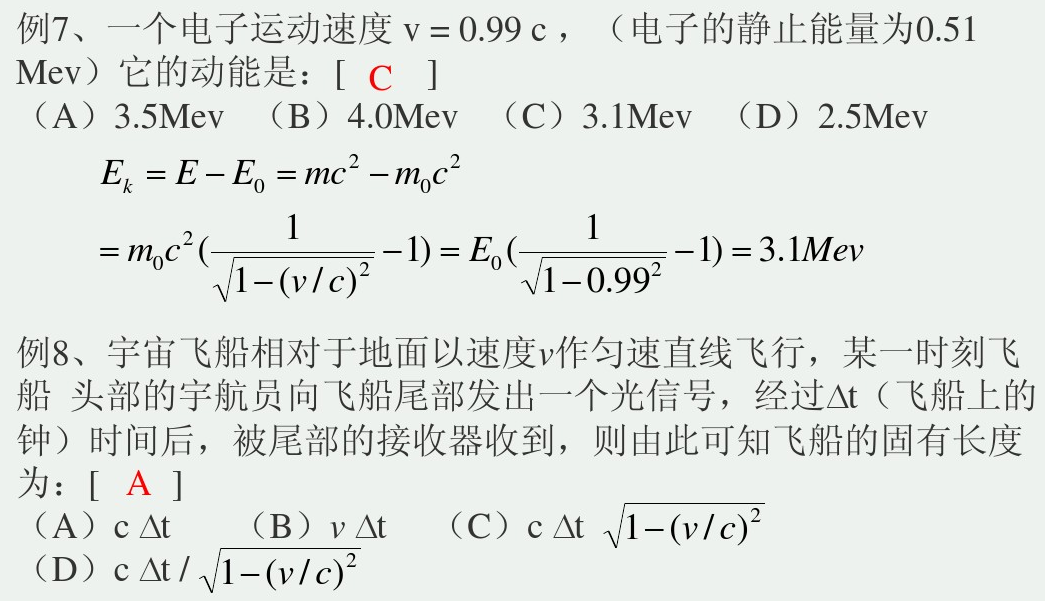 例7、一个电子运动速度 v = 0.99 c ，（电子的静止能量为0.51
Mev）它的动能是：[ C ]
（A）3.5Mev （B）4.0Mev （C）3.1Mev （D）2.5Mev
E_k = E − E_0 = mc^2 − m_0c^2
= m_0c^2(1/√(1−(v/c)^2) −1) = E_0(1/√(1−0.99^2) −1) = 3.1Mev
例8、宇宙飞船相对于地面以速度v作匀速直线飞行，某一时刻飞
船 头部的宇航员向飞船尾部发出一个光信号，经过Δt（飞船上的
钟）时间后，被尾部的接收器收到，则由此可知飞船的固有长度
为：[ A ]
（A）c Δt （B）v Δt （C）c Δt √(1−(v/c)^2)
（D）c Δt / √(1−(v/c)^2)